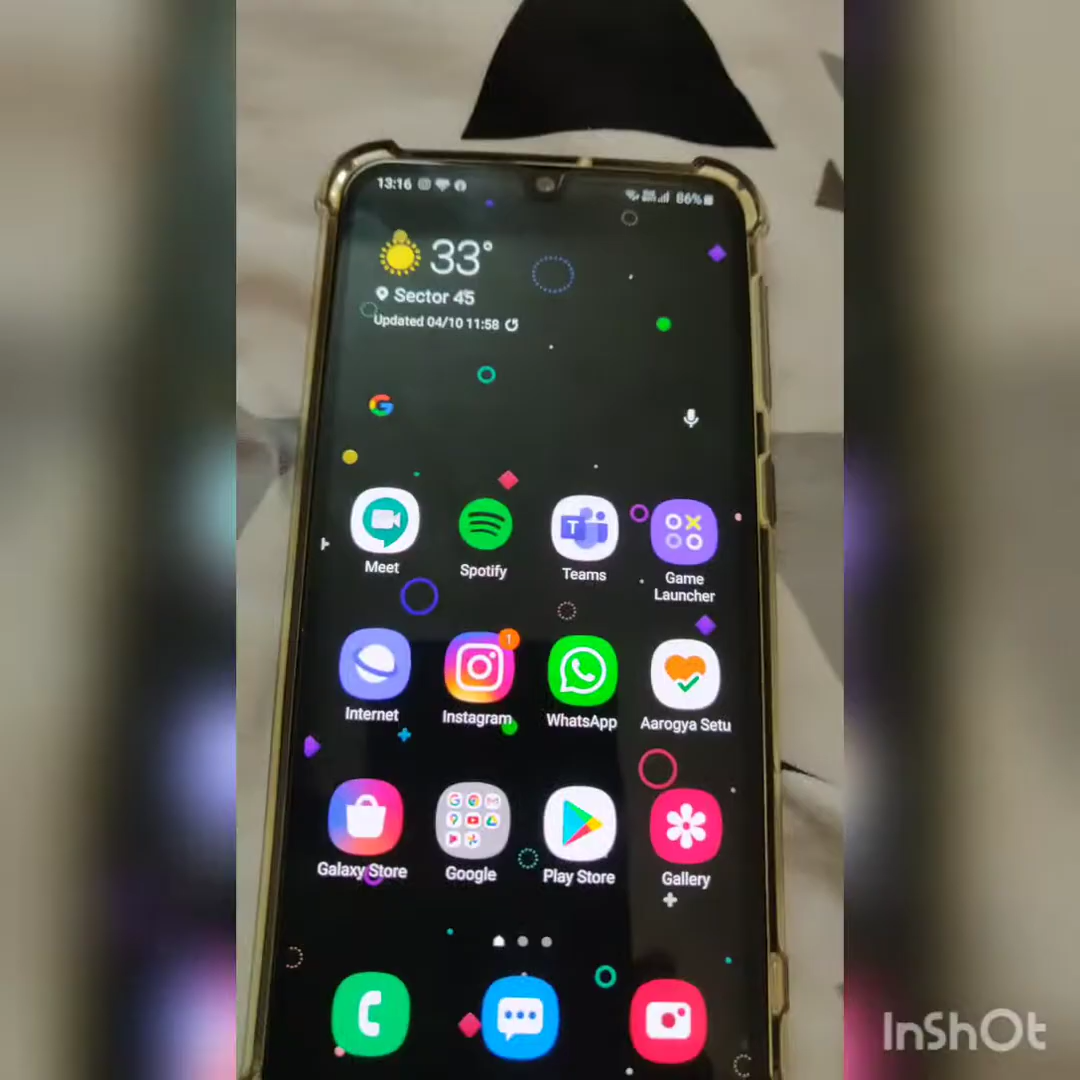 13:16
86%
33°
Sector 45
Updated 04/10 11:58
Meet
Spotify
Teams
Game
Launcher
1
Internet
Instagram
WhatsApp
Aarogya Setu
Galaxy Store
Google
Play Store
Gallery
InShOt